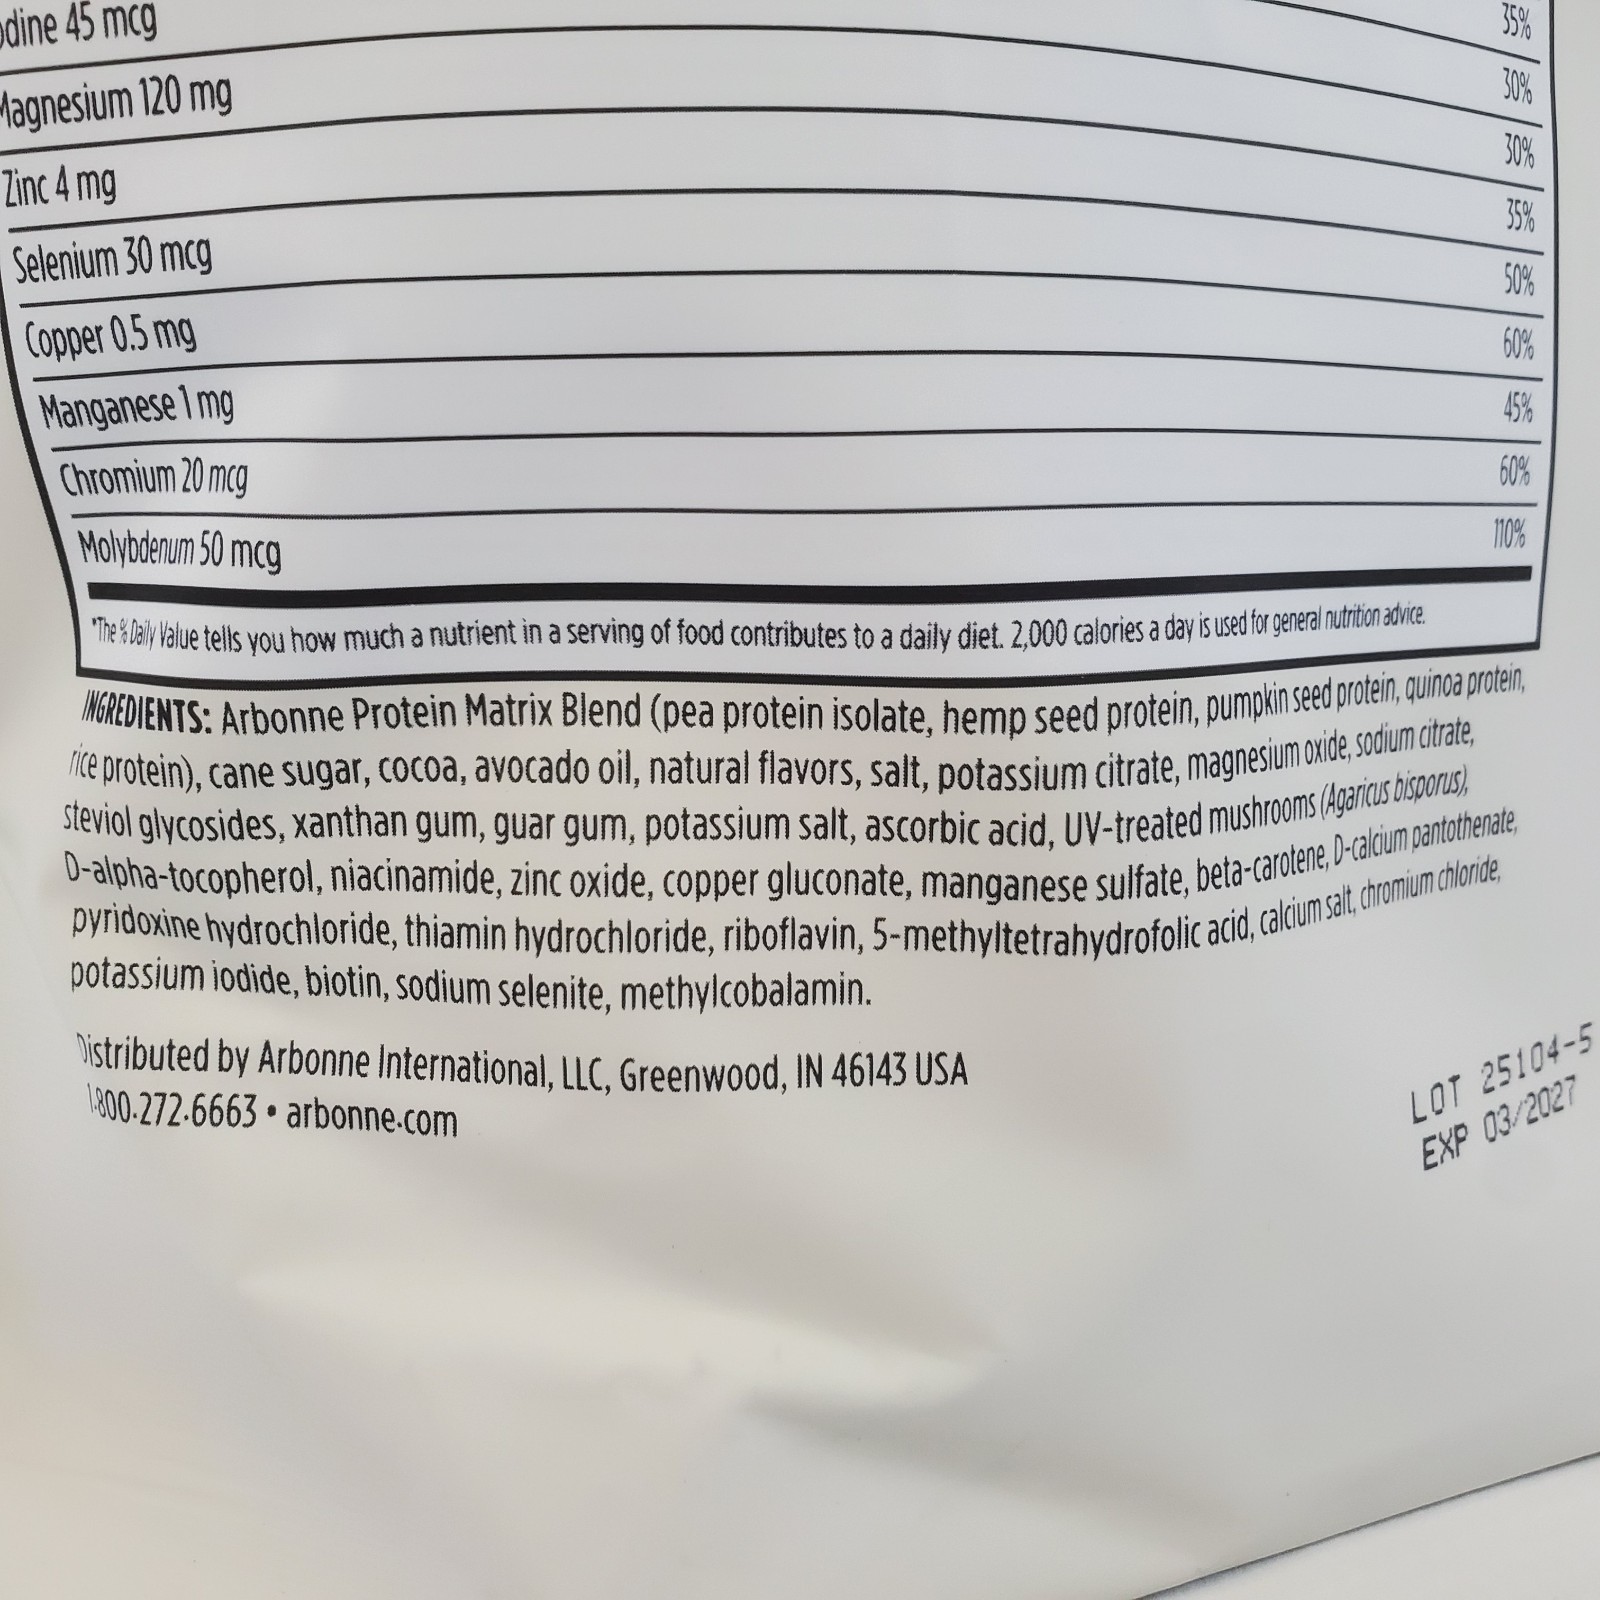 odine 45 mcg 35%
Magnesium 120 mg 30%
Zinc 4 mg 30%
Selenium 30 mcg 35%
Copper 0.5 mg 50%
Manganese 1 mg 60%
Chromium 20 mcg 45%
Molybdenum 50 mcg 60%
110%
*The % Daily Value tells you how much a nutrient in a serving of food contributes to a daily diet. 2,000 calories a day is used for general nutrition advice.
INGREDIENTS: Arbonne Protein Matrix Blend (pea protein isolate, hemp seed protein, pumpkin seed protein, quinoa protein,
rice protein), cane sugar, cocoa, avocado oil, natural flavors, salt, potassium citrate, magnesium oxide, sodium citrate,
steviol glycosides, xanthan gum, guar gum, potassium salt, ascorbic acid, UV-treated mushrooms (Agaricus bisporus),
D-alpha-tocopherol, niacinamide, zinc oxide, copper gluconate, manganese sulfate, beta-carotene, D-calcium pantothenate,
pyridoxine hydrochloride, thiamin hydrochloride, riboflavin, 5-methyltetrahydrofolic acid, calcium salt, chromium chloride,
potassium iodide, biotin, sodium selenite, methylcobalamin.
Distributed by Arbonne International, LLC, Greenwood, IN 46143 USA
1.800.272.6663 • arbonne.com
LOT 25104-5
EXP 03/2027